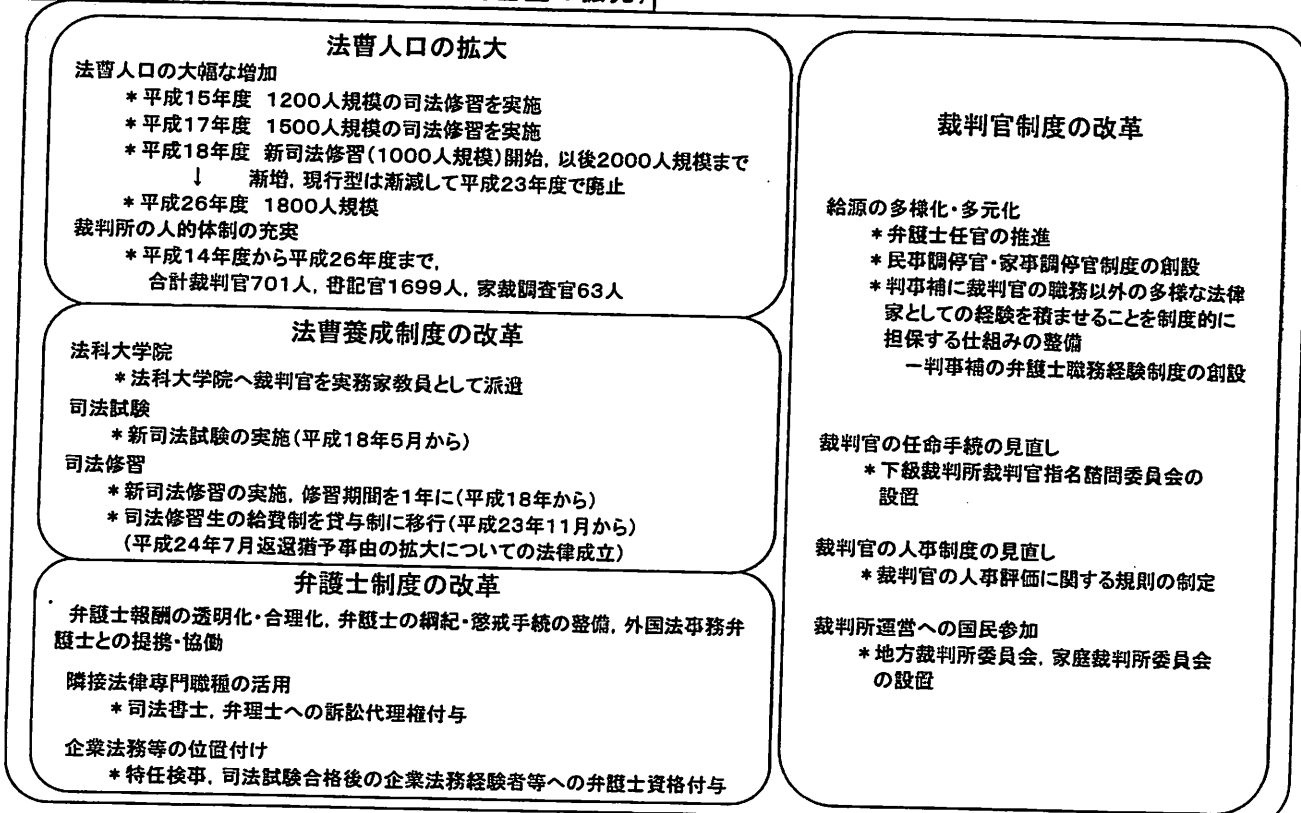 法曹人口の拡大
法曹人口の大幅な増加
*平成15年度 1200人規模の司法修習を実施
*平成17年度 1500人規模の司法修習を実施
*平成18年度 新司法修習(1000人規模)開始,以後2000人規模まで
↓ 漸増,現行型は漸減して平成23年度で廃止
*平成26年度 1800人規模
裁判所の人的体制の充実
*平成14年度から平成26年度まで,
合計裁判官701人,書記官1699人,家裁調査官63人
法曹養成制度の改革
法科大学院
*法科大学院へ裁判官を実務家教員として派遣
司法試験
*新司法試験の実施(平成18年5月から)
司法修習
*新司法修習の実施,修習期間を1年に(平成18年から)
*司法修習生の給費制を貸与制に移行(平成23年11月から)
(平成24年7月返還猶予事由の拡大についての法律成立)
弁護士制度の改革
弁護士報酬の透明化・合理化,弁護士の綱紀・懲戒手続の整備,外国法事務弁
護士との提携・協働
隣接法律専門職種の活用
*司法書士,弁理士への訴訟代理権付与
企業法務等の位置付け
*特任検事,司法試験合格後の企業法務経験者等への弁護士資格付与
裁判官制度の改革
給源の多様化・多元化
*弁護士任官の推進
*民事調停官・家事調停官制度の創設
*判事補に裁判官の職務以外の多様な法律
家としての経験を積ませることを制度的に
担保する仕組みの整備
-判事補の弁護士職務経験制度の創設
裁判官の任命手続の見直し
*下級裁判所裁判官指名諮問委員会の
設置
裁判官の人事制度の見直し
*裁判官の人事評価に関する規則の制定
裁判所運営への国民参加
*地方裁判所委員会,家庭裁判所委員会
の設置